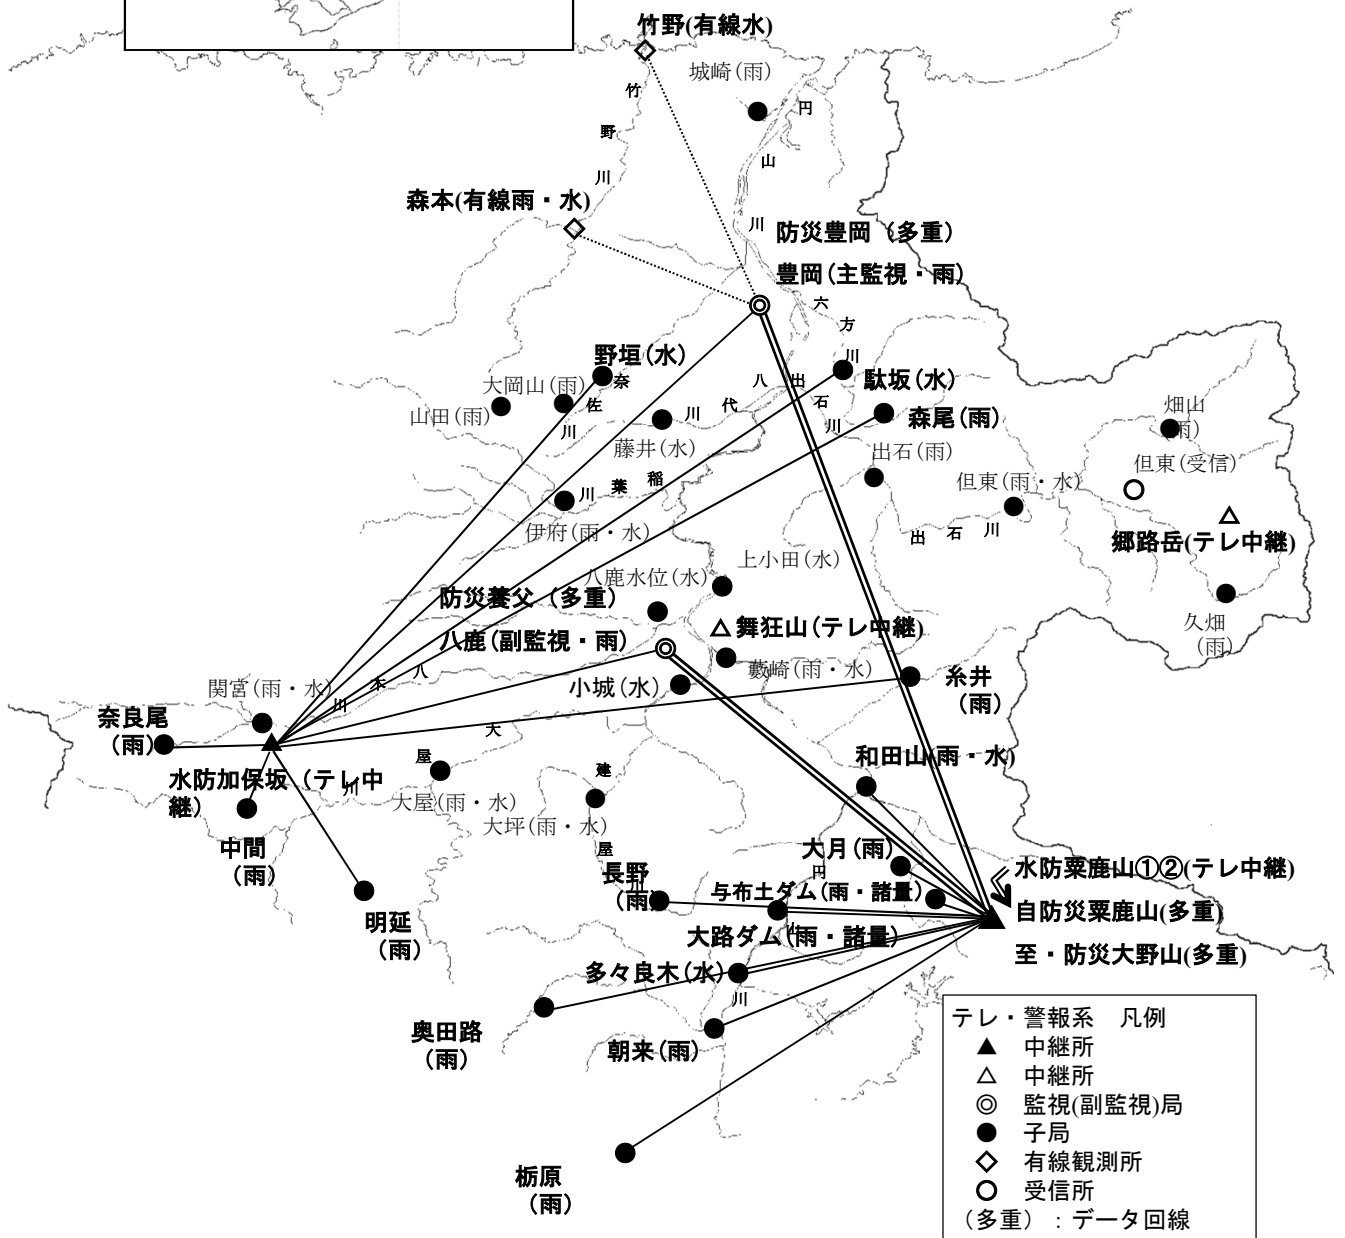 竹野(有線水)
城崎(雨)
竹
野
川
円
山
川
森本(有線雨・水)
防災豊岡（多重）
豊岡(主監視・雨)
六
方
川
野垣(水)
大岡山(雨)
山田(雨)
奈
佐
川
八
代
川
出
石
川
駄坂(水)
森尾(雨)
藤井(水)
出石(雨)
畑山
(雨)
但東(受信)
但東(雨・水)
稲
葉
川
伊府(雨・水)
出
石
川
郷路岳(テレ中継)
上小田(水)
八鹿水位(水)
防災養父（多重）
八鹿(副監視・雨)
舞狂山(テレ中継)
久畑
(雨)
藪崎(雨・水)
小城(水)
糸井
（雨）
八
木
川
関宮(雨・水)
奈良尾
（雨）
大
屋
川
水防加保坂（テレ中
継）
和田山(雨・水)
大屋(雨・水)
建
屋
川
大坪(雨・水)
中間
（雨）
大月(雨)
円
山
川
長野
（雨）
与布土ダム(雨・諸量)
水防粟鹿山①②(テレ中継)
明延
（雨）
大路ダム(雨・諸量)
自防災粟鹿山(多重)
至・防災大野山(多重)
多々良木(水)
奥田路
（雨）
朝来(雨)
栃原
（雨）
テレ・警報系　凡例
▲　中継所
△　中継所
◎　監視(副監視)局
●　子局
◇　有線観測所
○　受信所
（多重）：データ回線